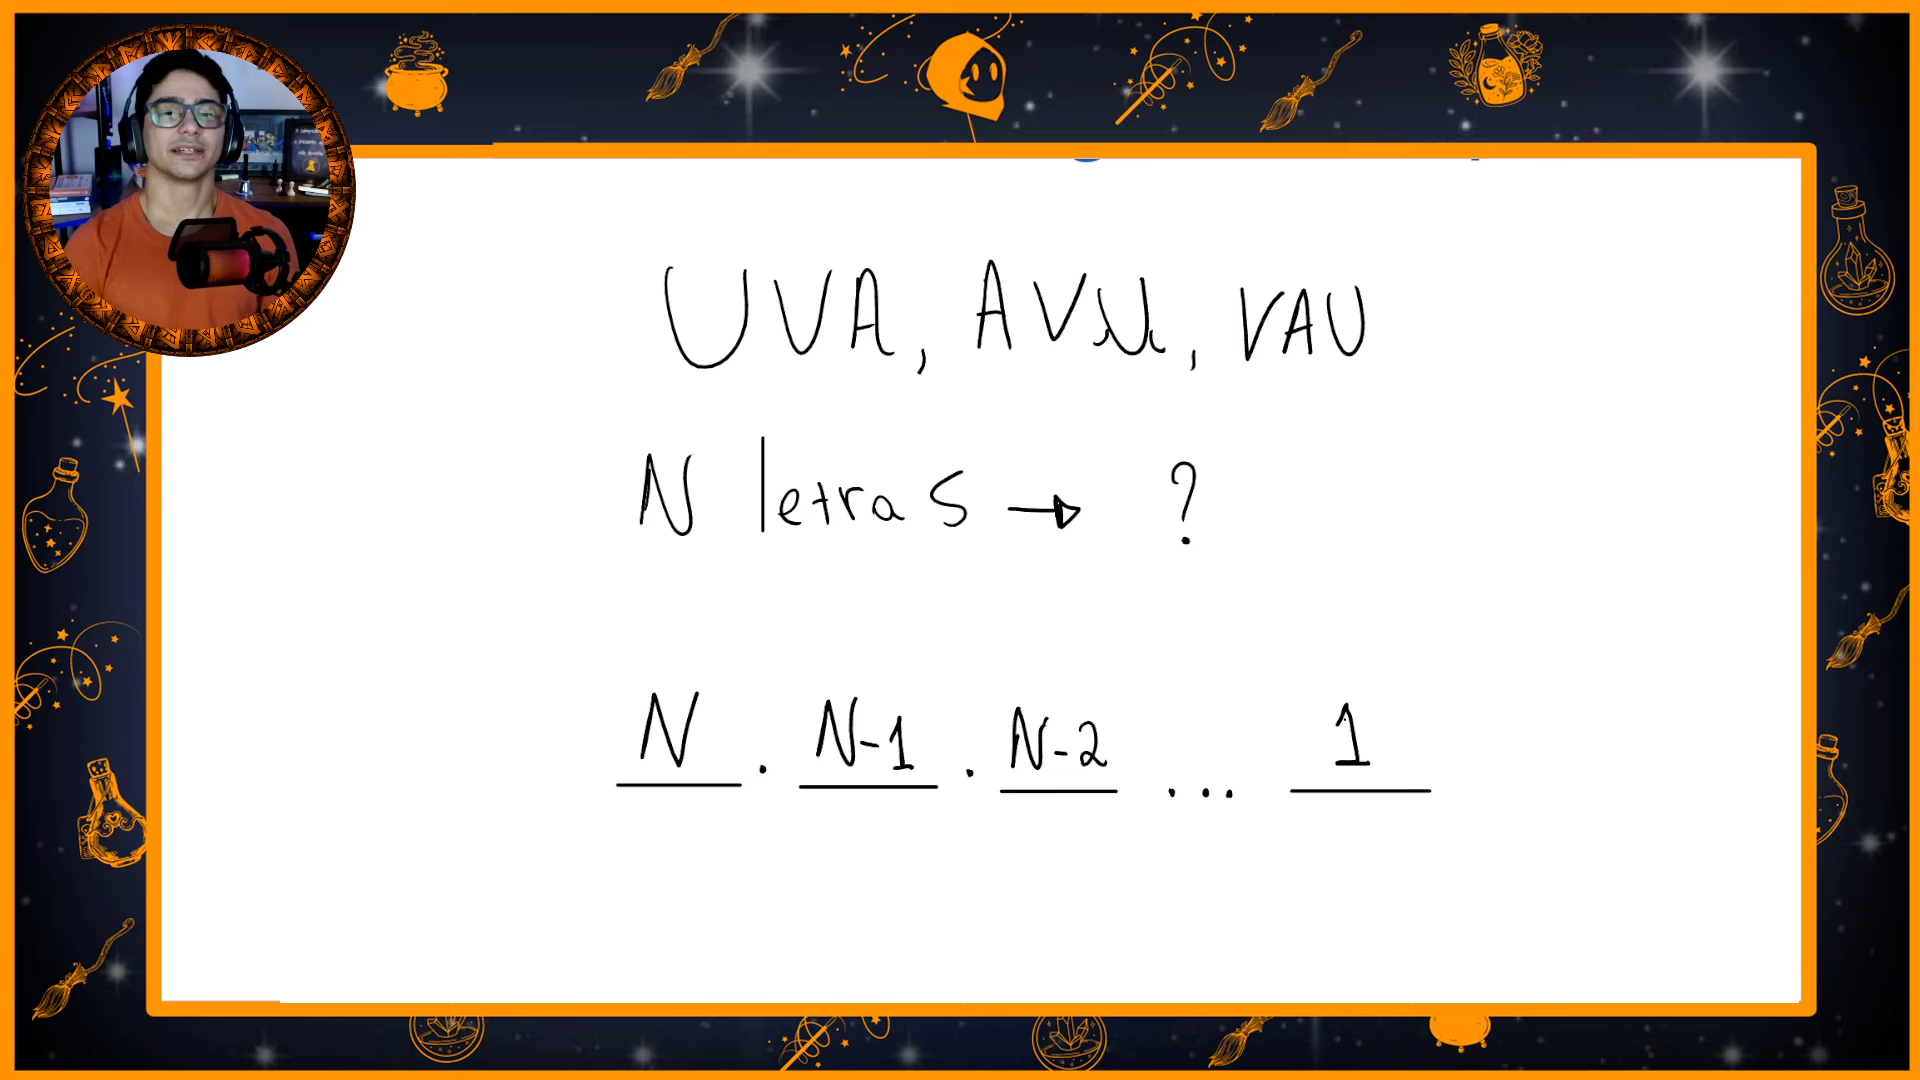 UVA, AVU, VAU
N letras → ?
N . N-1 . N-2 ... 1